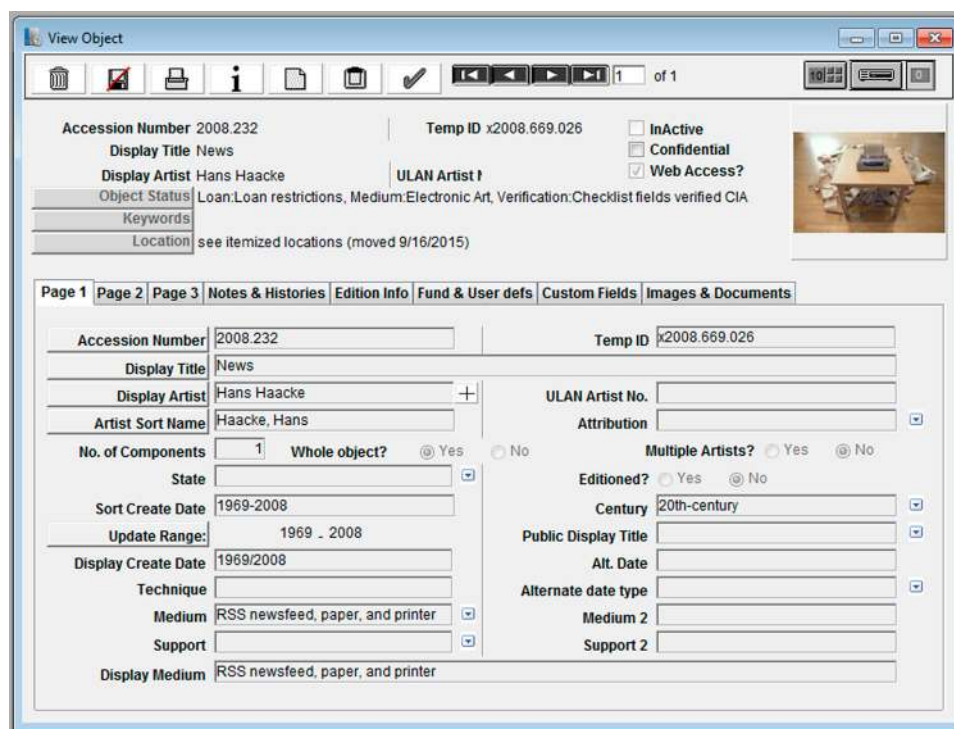 View Object
1 of 1
Accession Number 2008.232 Temp ID x2008.669.026 InActive
Display Title News Confidential
Display Artist Hans Haacke ULAN Artist Web Access?
Object Status Loan:Loan restrictions, Medium:Electronic Art, Verification:Checklist fields verified CIA
Keywords
Location see itemized locations (moved 9/16/2015)
Page 1 Page 2 Page 3 Notes & Histories Edition Info Fund & User defs Custom Fields Images & Documents
Accession Number 2008.232 Temp ID x2008.669.026
Display Title News
Display Artist Hans Haacke + ULAN Artist No.
Artist Sort Name Haacke, Hans Attribution
No. of Components 1 Whole object? Yes No Multiple Artists? Yes No
State Editioned? Yes No
Sort Create Date 1969-2008 Century 20th-century
Update Range: 1969 - 2008 Public Display Title
Display Create Date 1969/2008 Alt. Date
Technique Alternate date type
Medium RSS newsfeed, paper, and printer Medium 2
Support Support 2
Display Medium RSS newsfeed, paper, and printer